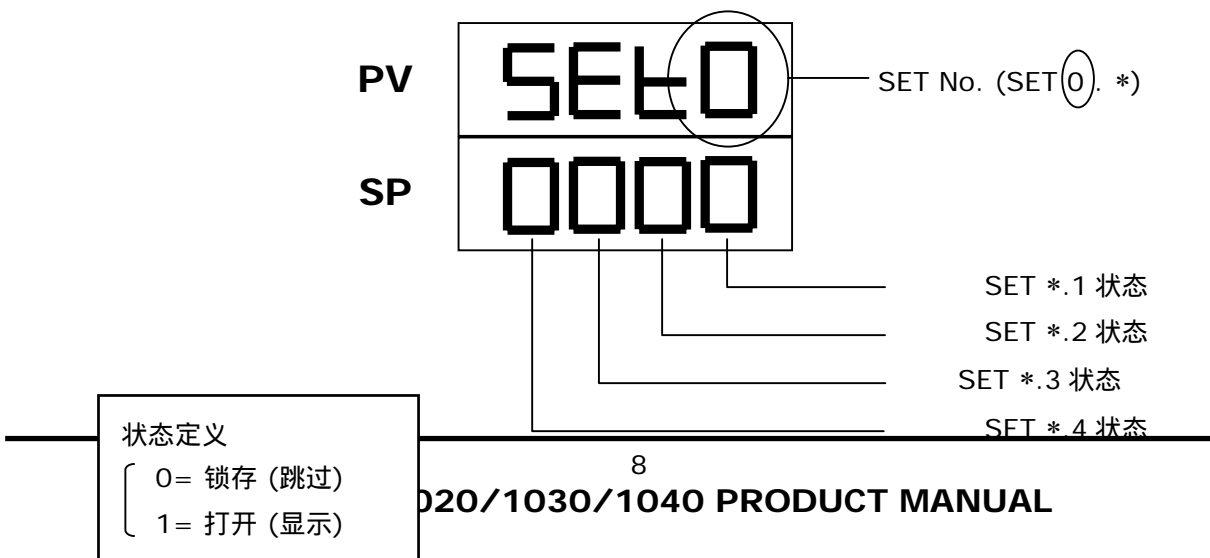 PV SEt0 SET No. (SET 0. *)
SP 0000
SET *.1 状态
SET *.2 状态
SET *.3 状态
SET *.4 状态
状态定义
0= 锁存 (跳过)
1= 打开 (显示)
8
020/1030/1040 PRODUCT MANUAL